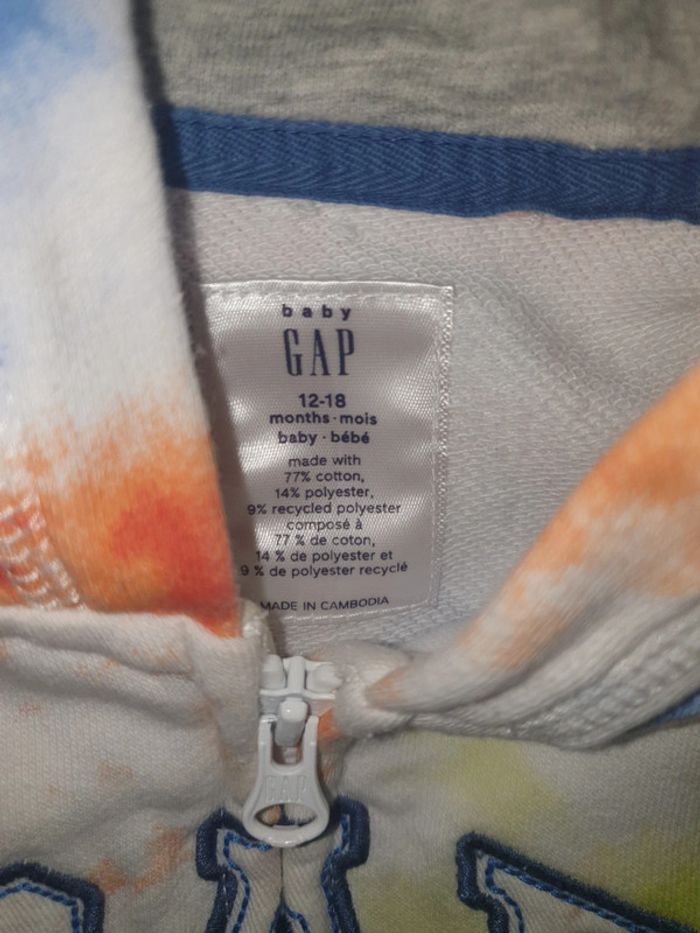 baby
GAP
12-18
months · mois
baby · bébé
made with
77% cotton,
14% polyester,
9% recycled polyester
composé à
77 % de coton,
14 % de polyester et
9 % de polyester recyclé
MADE IN CAMBODIA
GAP